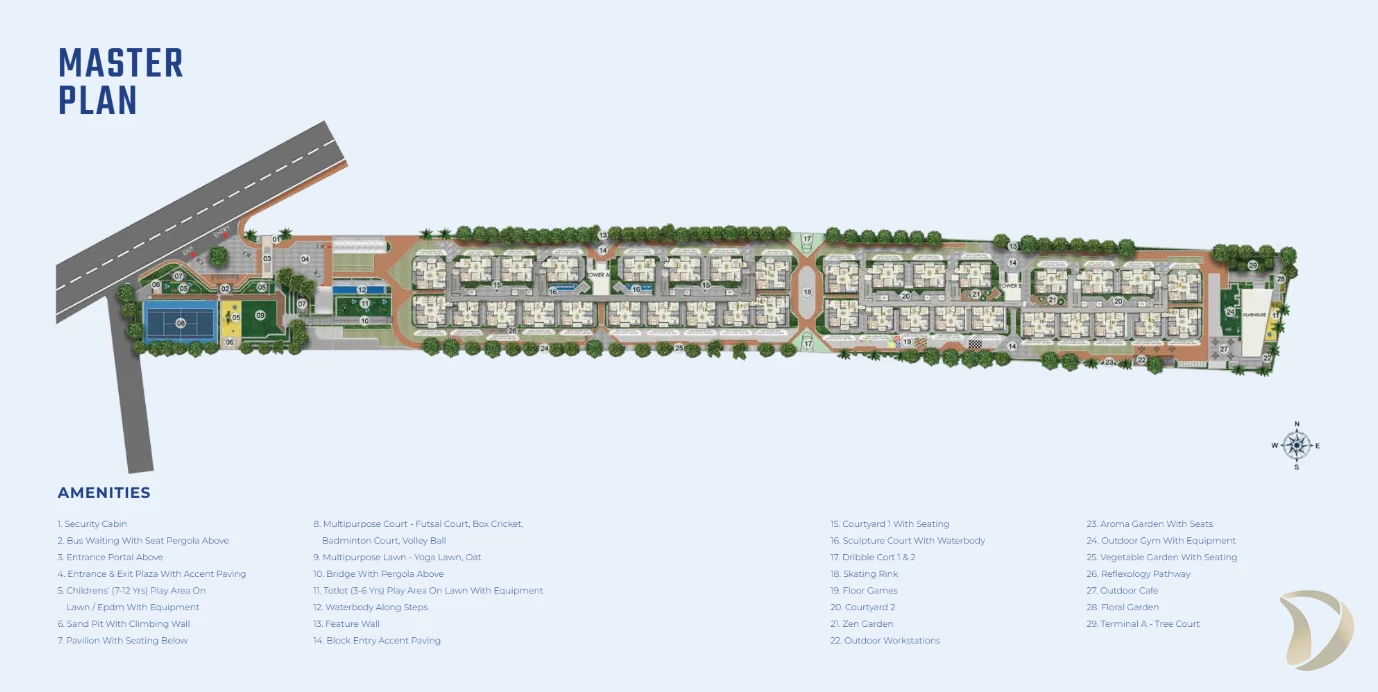 MASTER
PLAN
ENTRY
EXIT
TOWER A
CLUBHOUSE
N
W E
S
AMENITIES
1. Security Cabin
2. Bus Waiting With Seat Pergola Above
3. Entrance Portal Above
4. Entrance & Exit Plaza With Accent Paving
5. Childrens' (7-12 Yrs) Play Area On
Lawn / Epdm With Equipment
6. Sand Pit With Climbing Wall
7. Pavilion With Seating Below
8. Multipurpose Court - Futsal Court, Box Cricket,
Badminton Court, Volley Ball
9. Multipurpose Lawn - Yoga Lawn, Oat
10. Bridge With Pergola Above
11. Totlot (3-6 Yrs) Play Area On Lawn With Equipment
12. Waterbody Along Steps
13. Feature Wall
14. Block Entry Accent Paving
15. Courtyard 1 With Seating
16. Sculpture Court With Waterbody
17. Dribble Cort 1 & 2
18. Skating Rink
19. Floor Games
20. Courtyard 2
21. Zen Garden
22. Outdoor Workstations
23. Aroma Garden With Seats
24. Outdoor Gym With Equipment
25. Vegetable Garden With Seating
26. Reflexology Pathway
27. Outdoor Cafe
28. Floral Garden
29. Terminal A - Tree Court